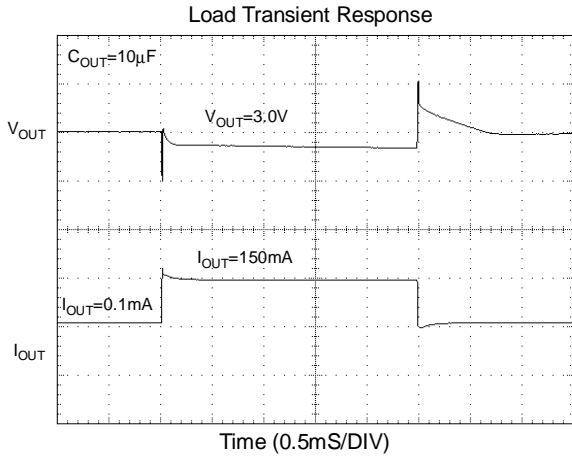 Load Transient Response
COUT=10μF
VOUT=3.0V
VOUT
IOUT=150mA
IOUT=0.1mA
IOUT
Time (0.5mS/DIV)